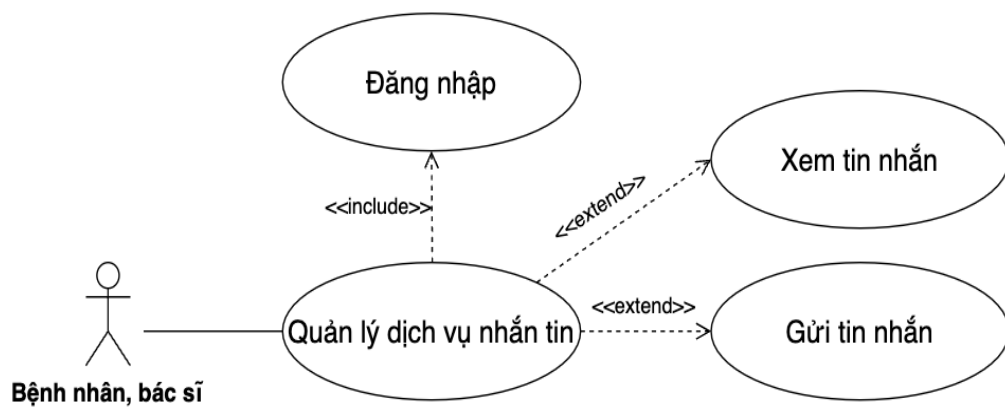 Đăng nhập
Xem tin nhắn
<<include>>
<<extend>>
<<extend>>
Quản lý dịch vụ nhắn tin
Gửi tin nhắn
Bệnh nhân, bác sĩ